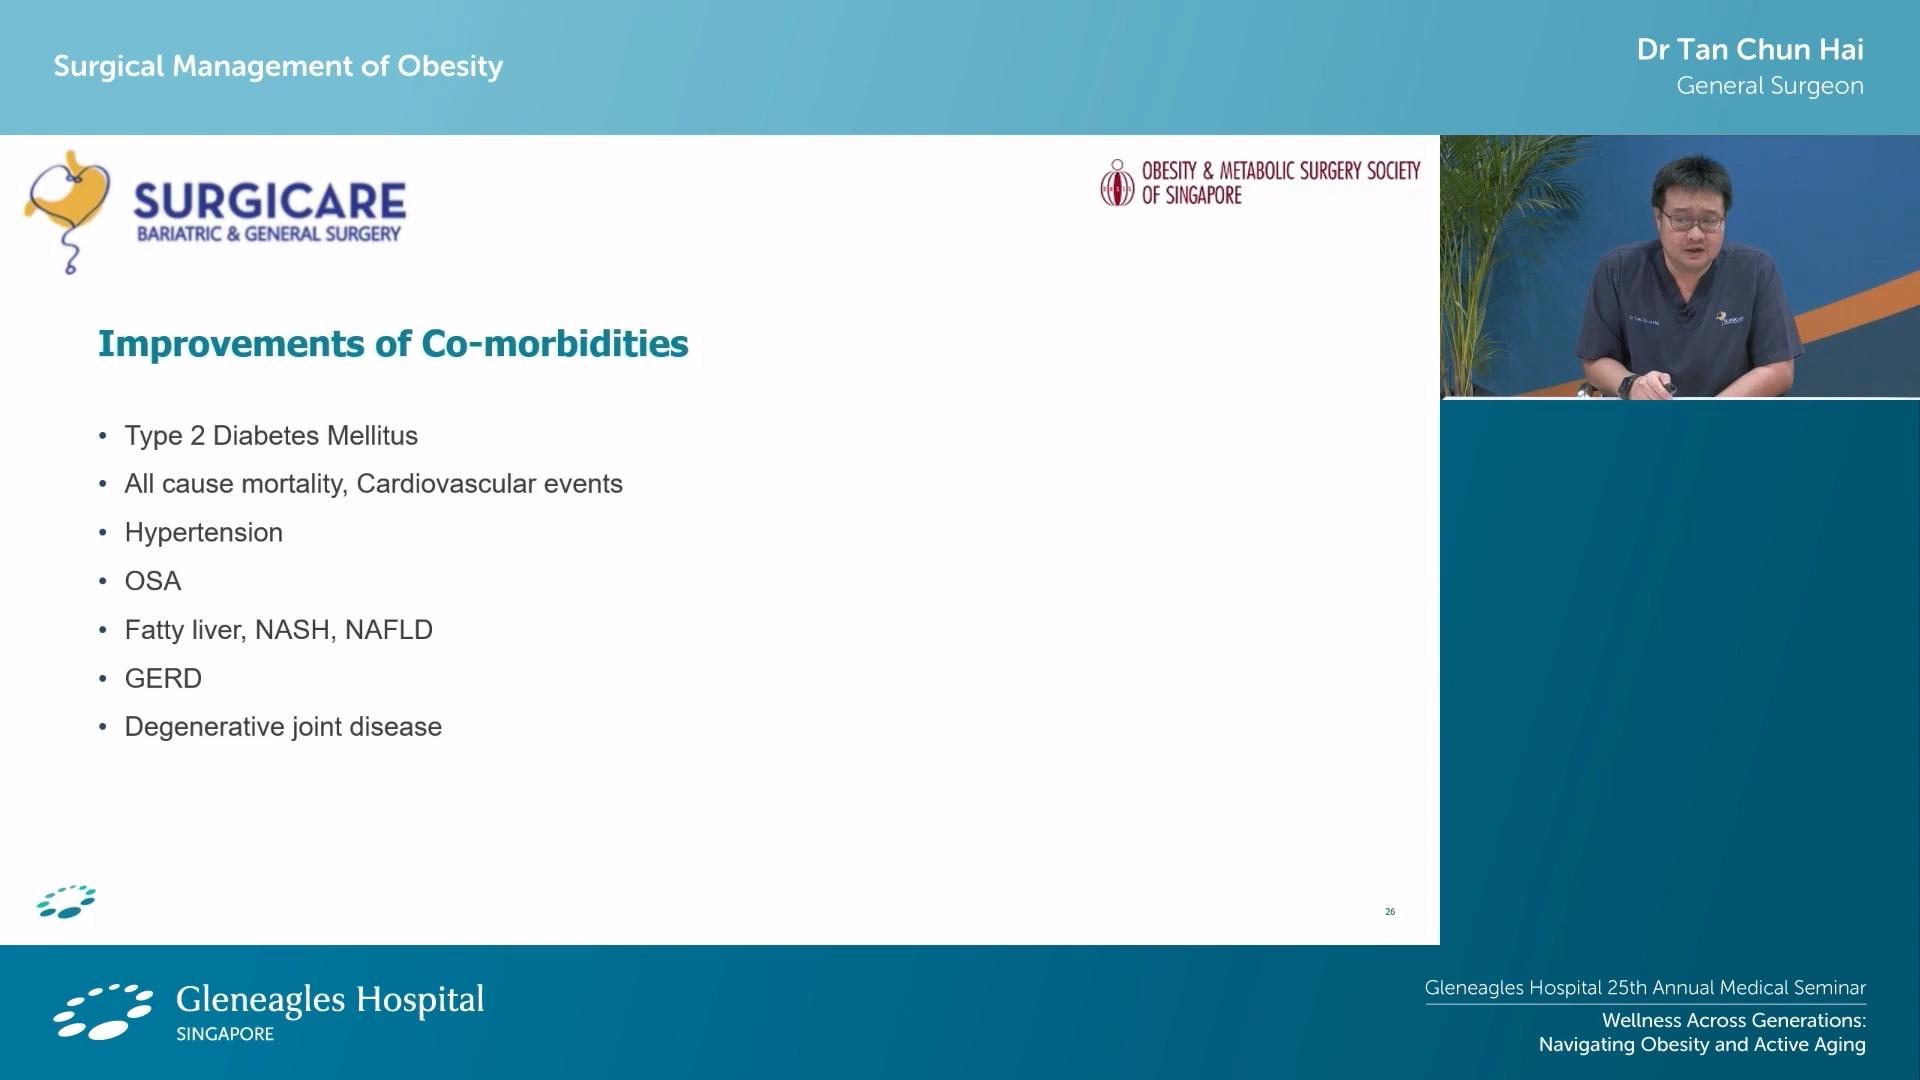 Surgical Management of Obesity
Dr Tan Chun Hai
General Surgeon
SURGICARE
BARIATRIC & GENERAL SURGERY
OBESITY & METABOLIC SURGERY SOCIETY
OF SINGAPORE
Improvements of Co-morbidities
• Type 2 Diabetes Mellitus
• All cause mortality, Cardiovascular events
• Hypertension
• OSA
• Fatty liver, NASH, NAFLD
• GERD
• Degenerative joint disease
26
SURGICARE
Gleneagles Hospital
SINGAPORE
Gleneagles Hospital 25th Annual Medical Seminar
Wellness Across Generations:
Navigating Obesity and Active Aging